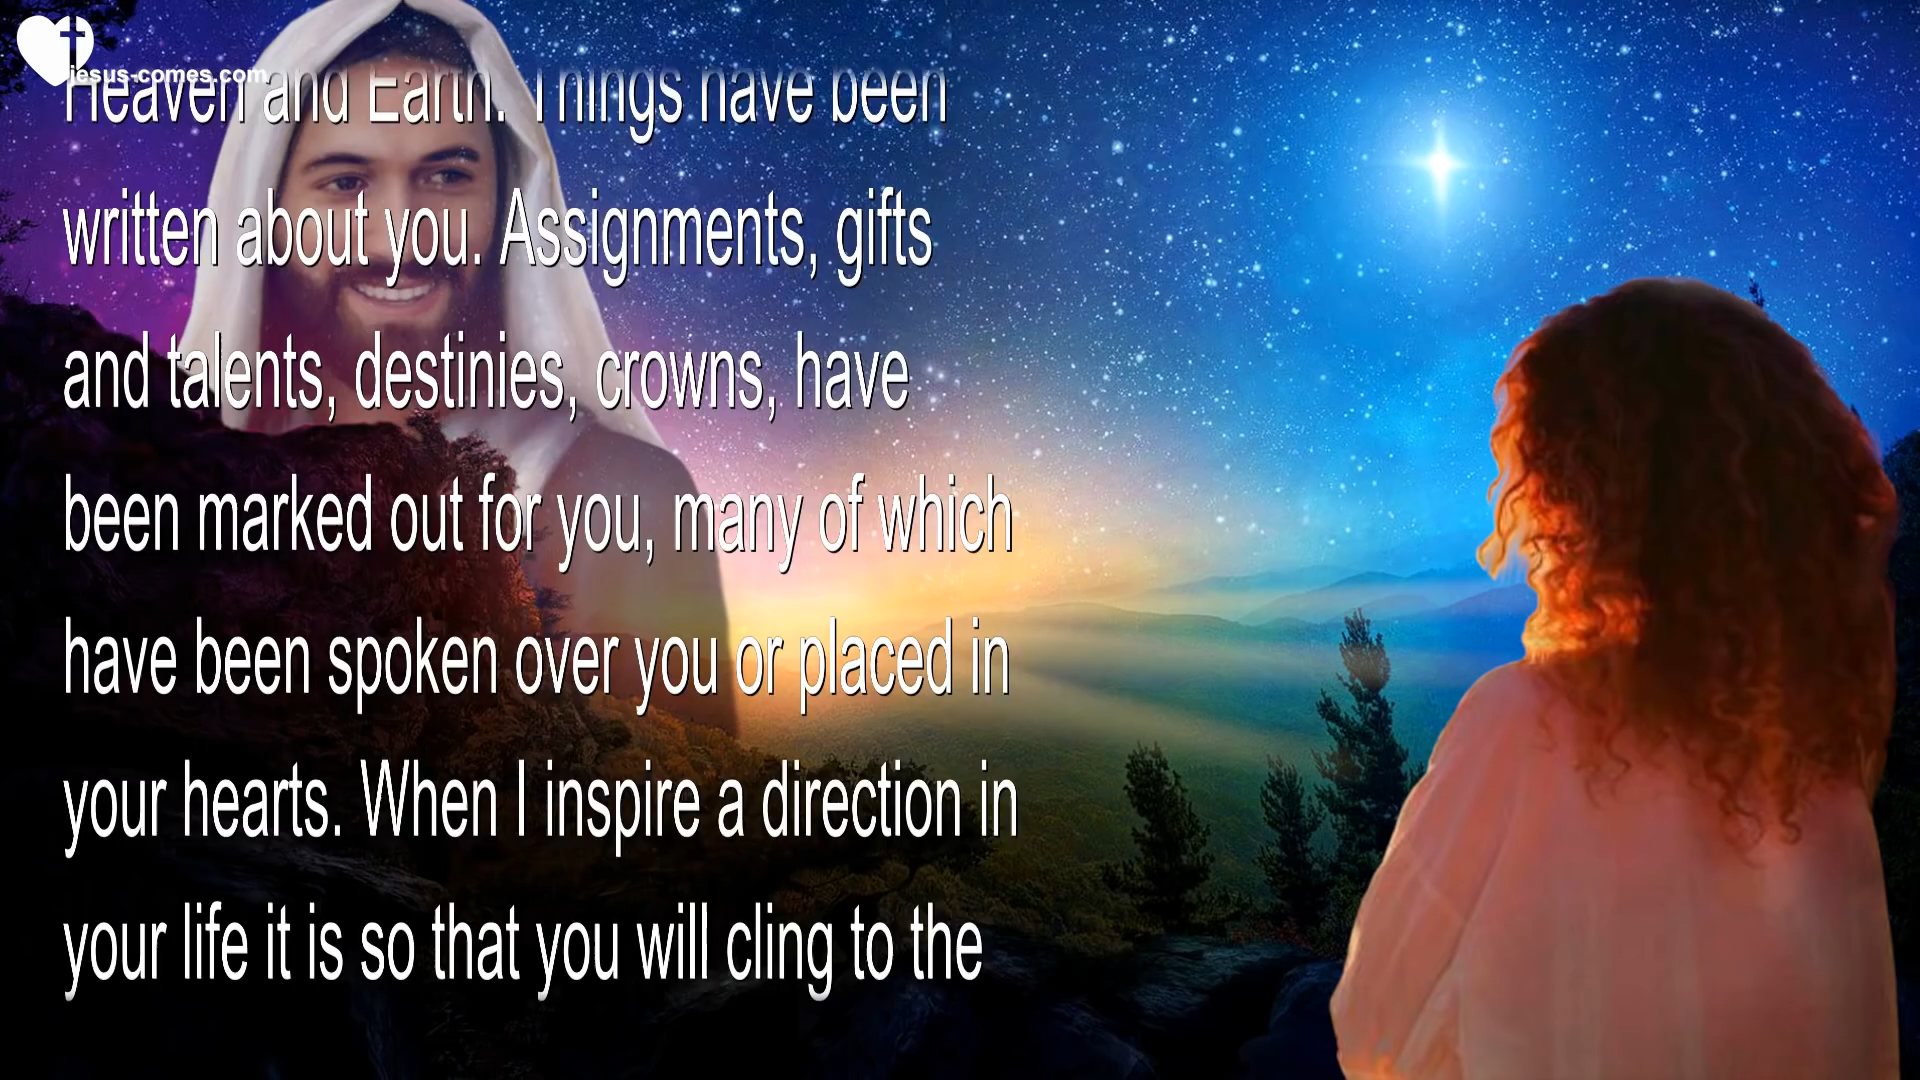 jesus-comes.com
Heaven and Earth. Things have been
written about you. Assignments, gifts
and talents, destinies, crowns, have
been marked out for you, many of which
have been spoken over you or placed in
your hearts. When I inspire a direction in
your life it is so that you will cling to the